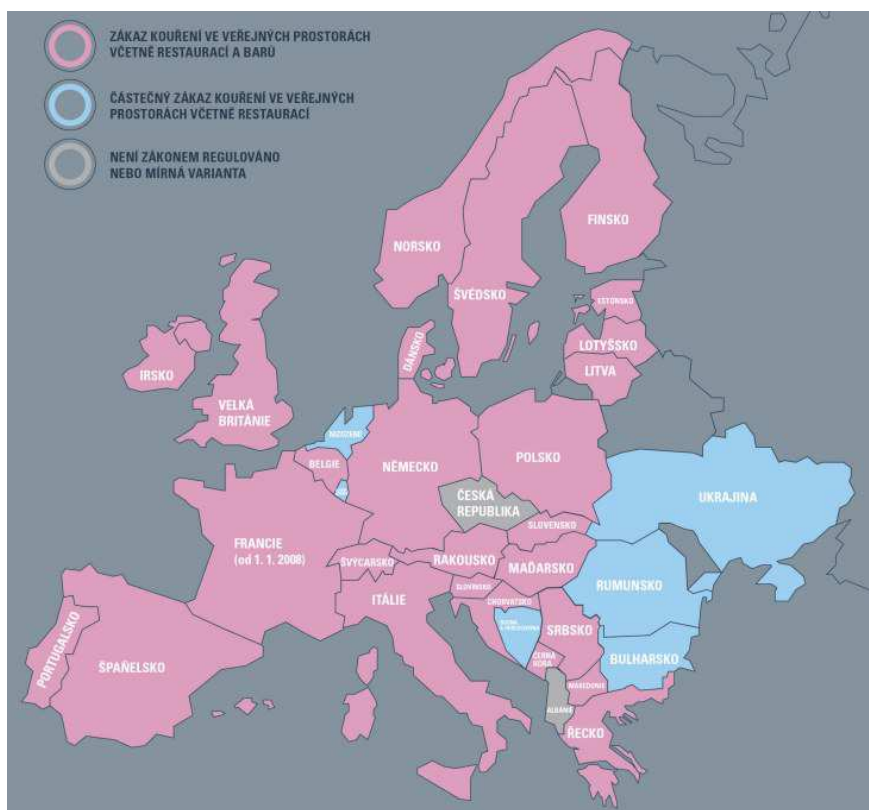 ZÁKAZ KOUŘENÍ VE VEŘEJNÝCH PROSTORÁCH
VČETNĚ RESTAURACÍ A BARŮ
ČÁSTEČNÝ ZÁKAZ KOUŘENÍ VE VEŘEJNÝCH
PROSTORÁCH VČETNĚ RESTAURACÍ
NENÍ ZÁKONEM REGULOVÁNO
NEBO MÍRNÁ VARIANTA
NORSKO
FINSKO
ŠVÉDSKO
ESTONSKO
LOTYŠSKO
LITVA
DÁNSKO
IRSKO
VELKÁ
BRITÁNIE
BELGIE
NĚMECKO
POLSKO
ČESKÁ
REPUBLIKA
UKRAJINA
SLOVENSKO
FRANCIE
(od 1. 1. 2008)
ŠVÝCARSKO
RAKOUSKO
MAĎARSKO
RUMUNSKO
ITÁLIE
SLOVINSKO
CHORVATSKO
SRBSKO
BULHARSKO
ČERNÁ
HORA
MAKEDONIE
ALBÁNIE
ŘECKO
PORTUGALSKO
ŠPAŇELSKO